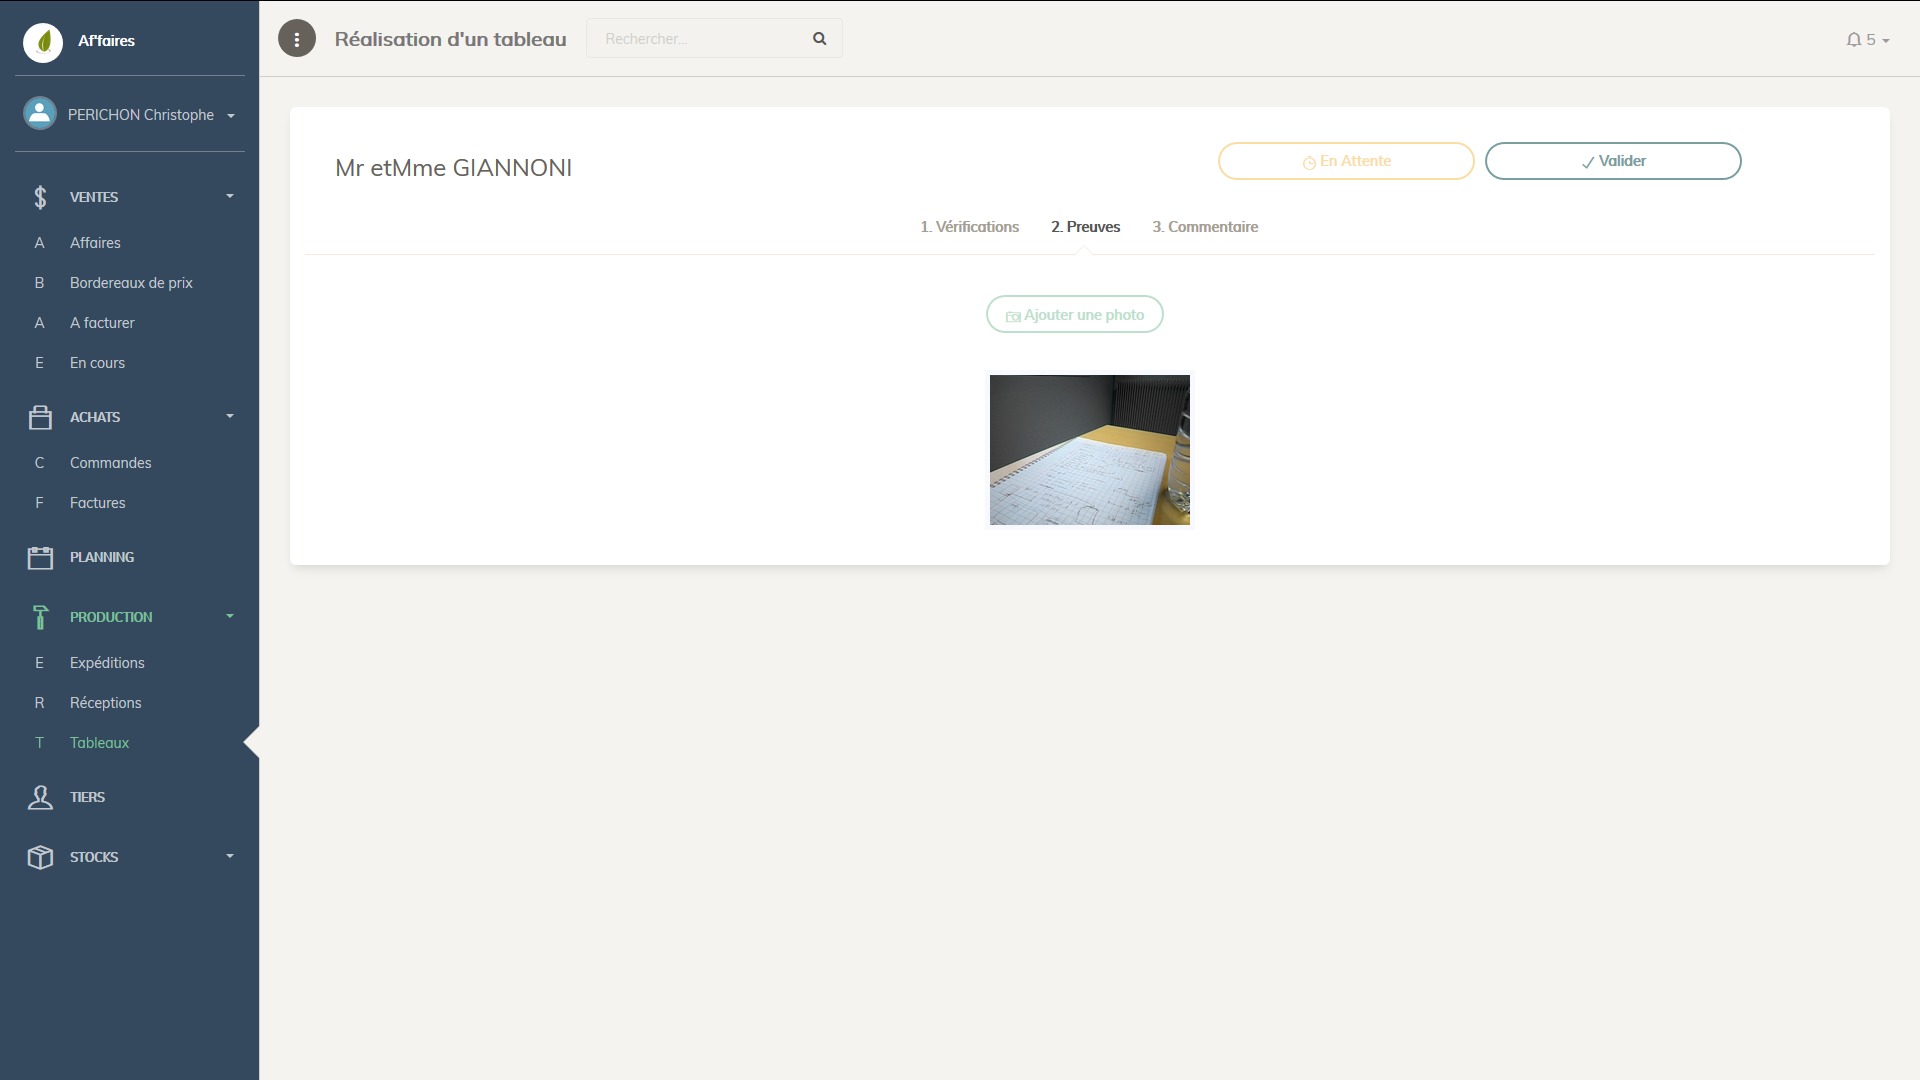 Af'faires
PERICHON Christophe
VENTES
A Affaires
B Bordereaux de prix
A A facturer
E En cours
ACHATS
C Commandes
F Factures
PLANNING
PRODUCTION
E Expéditions
R Réceptions
T Tableaux
TIERS
STOCKS
Réalisation d'un tableau
Rechercher...
5
Mr etMme GIANNONI
En Attente
Valider
1. Vérifications
2. Preuves
3. Commentaire
Ajouter une photo